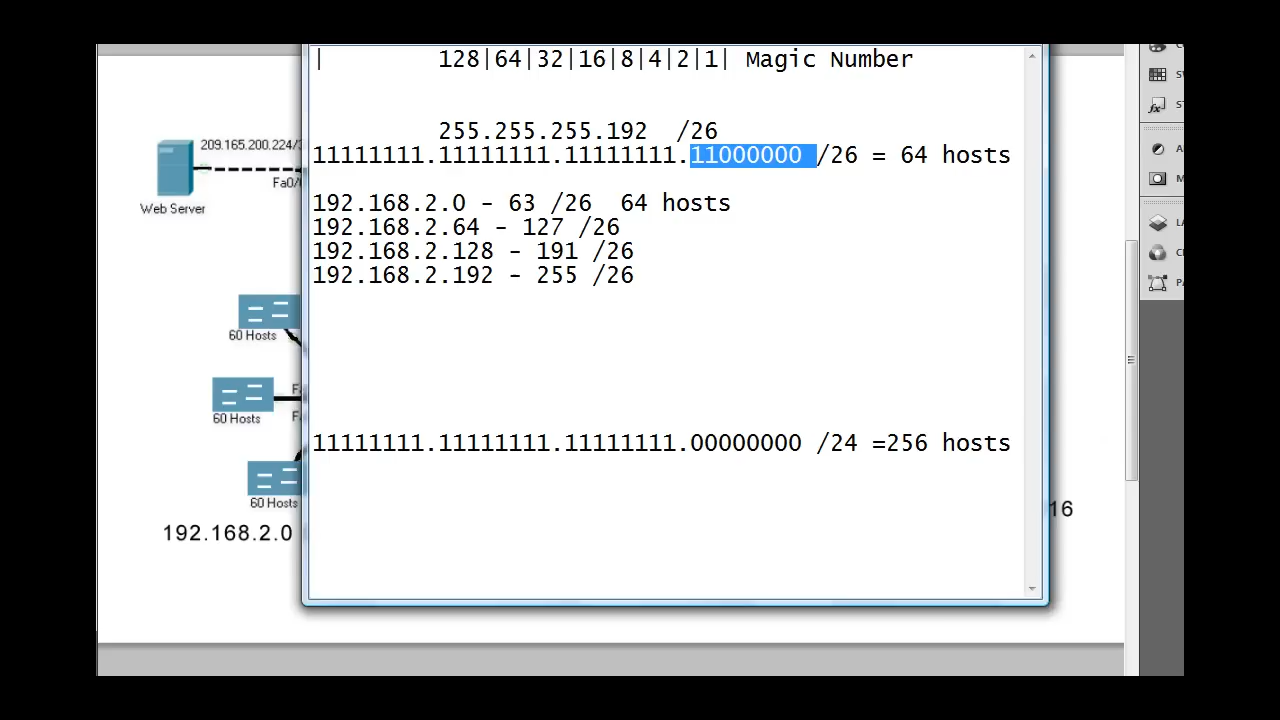 128|64|32|16|8|4|2|1| Magic Number
255.255.255.192 /26
11111111.11111111.11111111.11000000 /26 = 64 hosts
192.168.2.0 - 63 /26 64 hosts
192.168.2.64 - 127 /26
192.168.2.128 - 191 /26
192.168.2.192 - 255 /26
11111111.11111111.11111111.00000000 /24 =256 hosts
209.165.200.224/
Fa0/
Web Server
60 Hosts
60 Hosts
60 Hosts
192.168.2.0
16